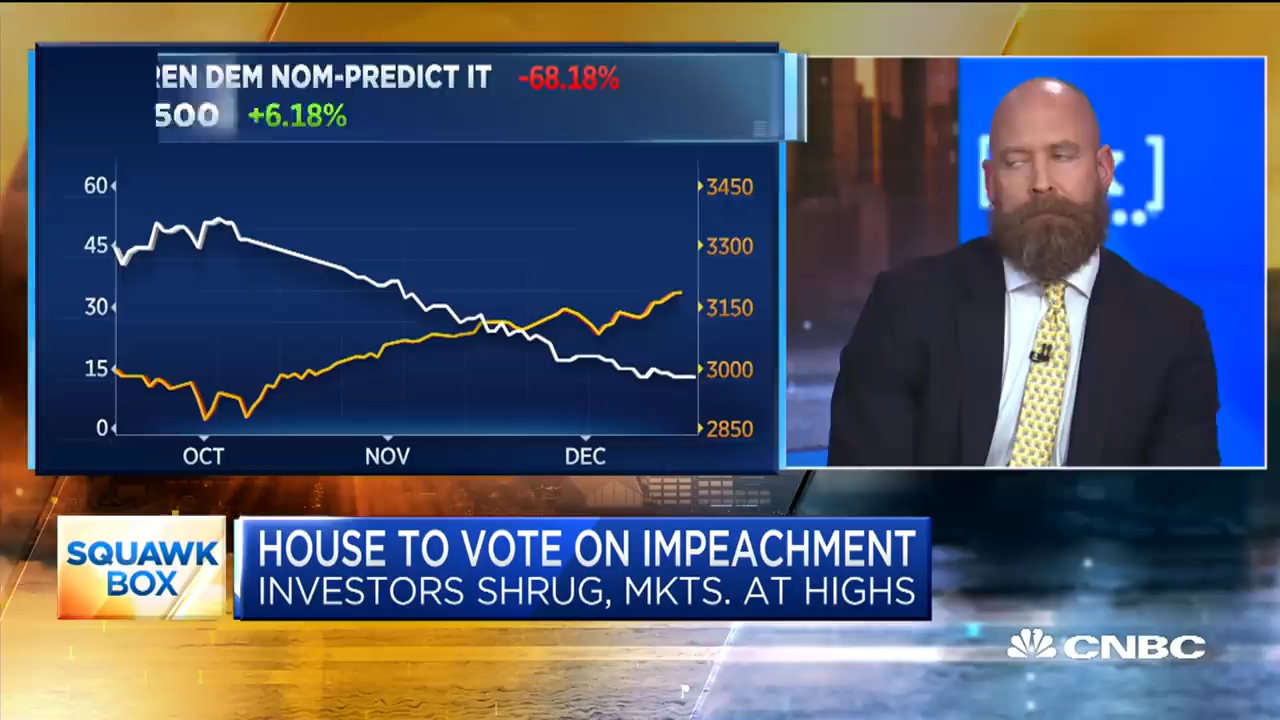 REN DEM NOM-PREDICT IT -68.18%
500 +6.18%
60
45
30
15
0
3450
3300
3150
3000
2850
OCT NOV DEC
SQUAWK
BOX
HOUSE TO VOTE ON IMPEACHMENT
INVESTORS SHRUG, MKTS. AT HIGHS
CNBC